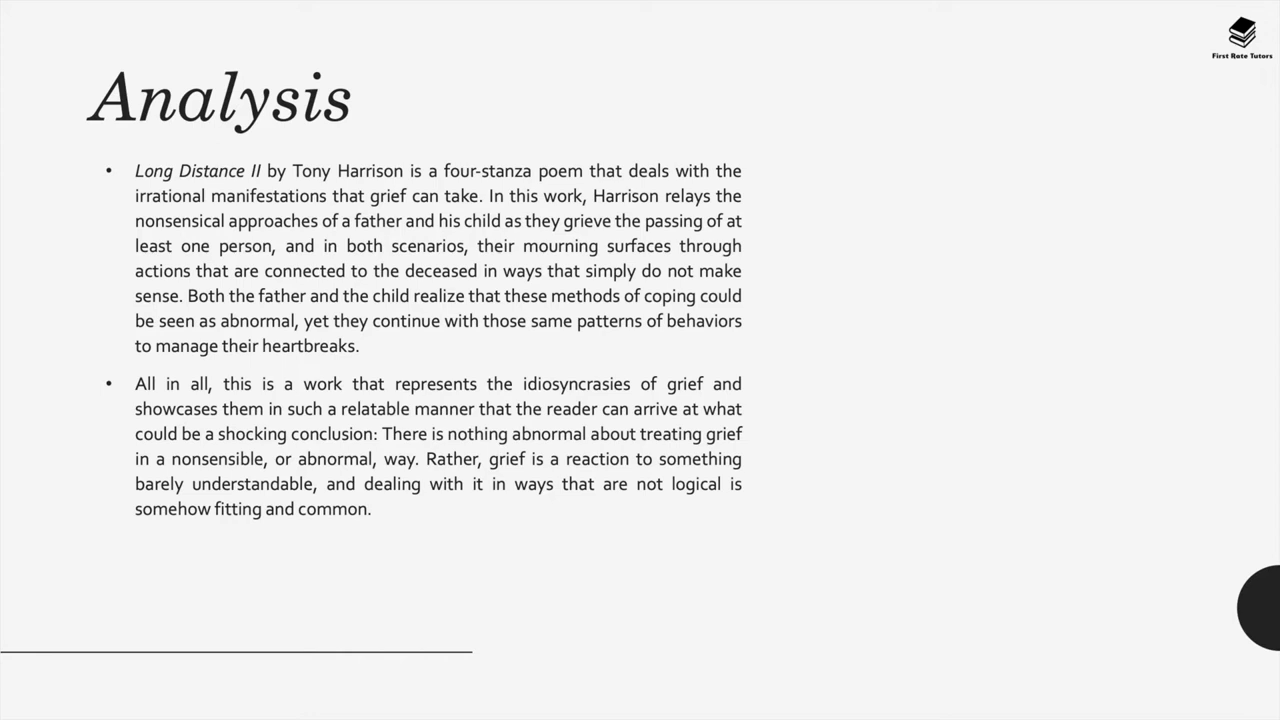 First Rate Tutors
Analysis
• Long Distance II by Tony Harrison is a four-stanza poem that deals with the
irrational manifestations that grief can take. In this work, Harrison relays the
nonsensical approaches of a father and his child as they grieve the passing of at
least one person, and in both scenarios, their mourning surfaces through
actions that are connected to the deceased in ways that simply do not make
sense. Both the father and the child realize that these methods of coping could
be seen as abnormal, yet they continue with those same patterns of behaviors
to manage their heartbreaks.
• All in all, this is a work that represents the idiosyncrasies of grief and
showcases them in such a relatable manner that the reader can arrive at what
could be a shocking conclusion: There is nothing abnormal about treating grief
in a nonsensible, or abnormal, way. Rather, grief is a reaction to something
barely understandable, and dealing with it in ways that are not logical is
somehow fitting and common.